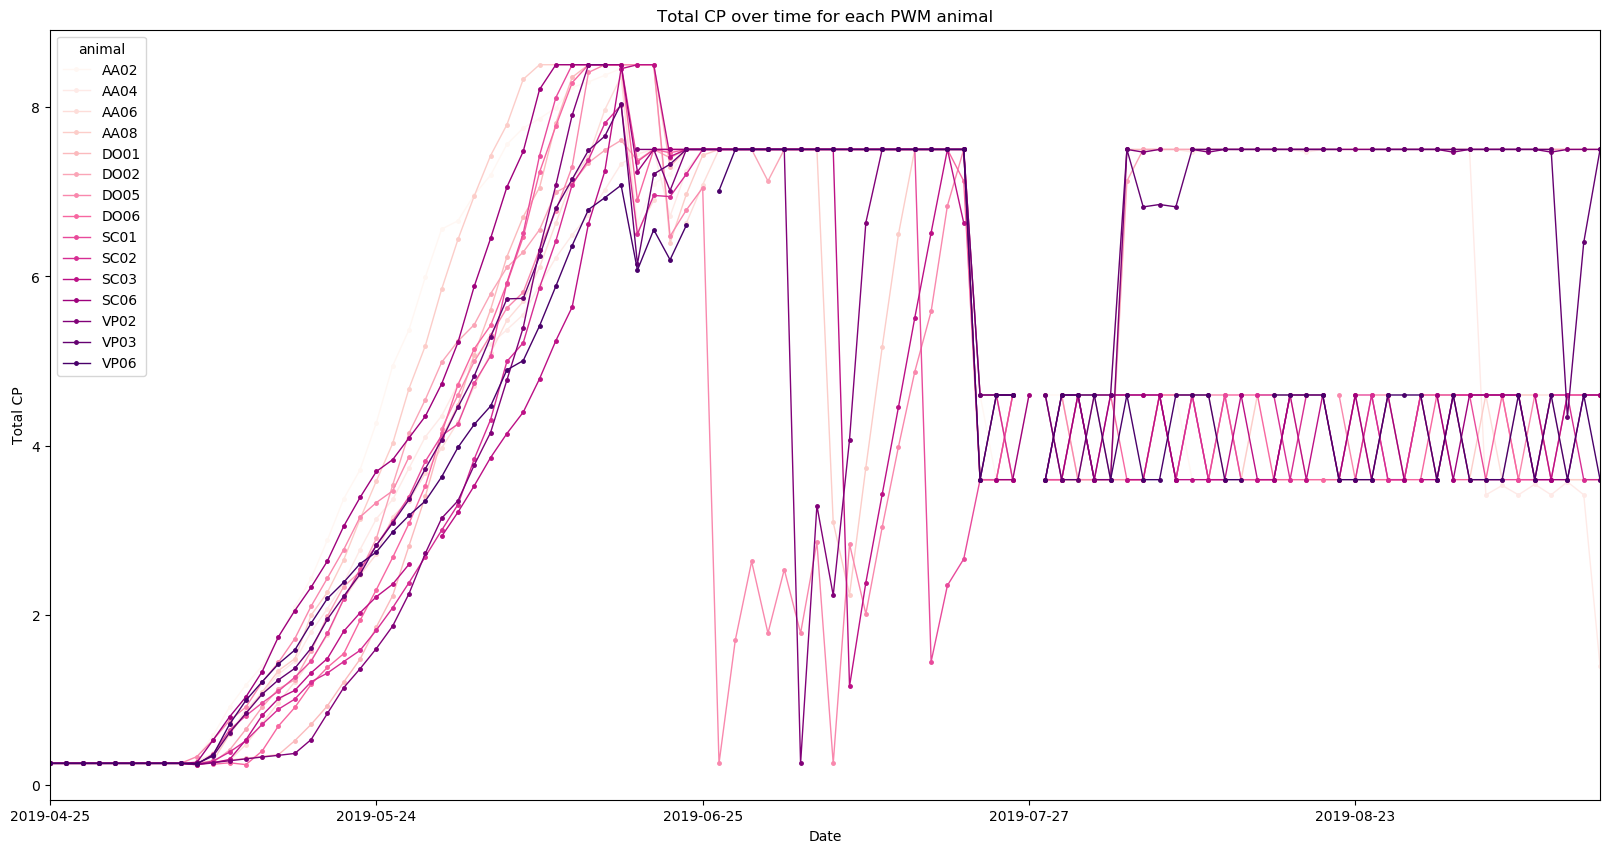 Total CP over time for each PWM animal
animal
AA02
AA04
AA06
AA08
DO01
DO02
DO05
DO06
SC01
SC02
SC03
SC06
VP02
VP03
VP06
Total CP
8
6
4
2
0
2019-04-25
2019-05-24
2019-06-25
2019-07-27
2019-08-23
Date